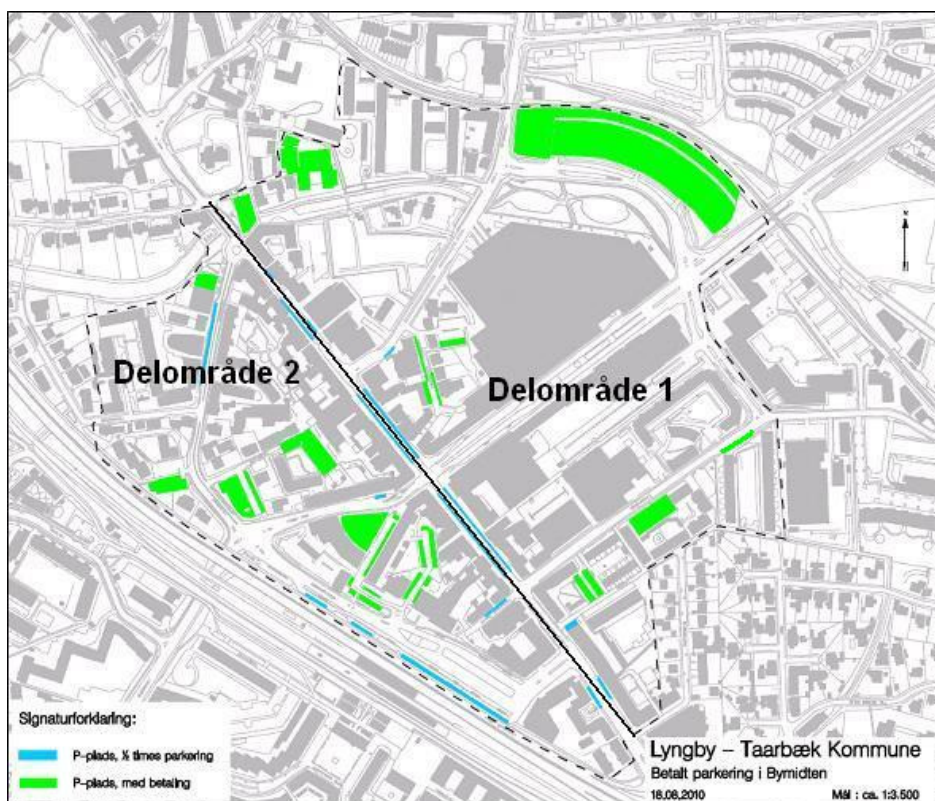 Delområde 2
Delområde 1
Signaturforklaring:
P-plads, ½ times parkering
P-plads, med betaling
Lyngby – Taarbæk Kommune
Betalt parkering i Bymidten
18.08.2010 Mål : ca. 1:3.500